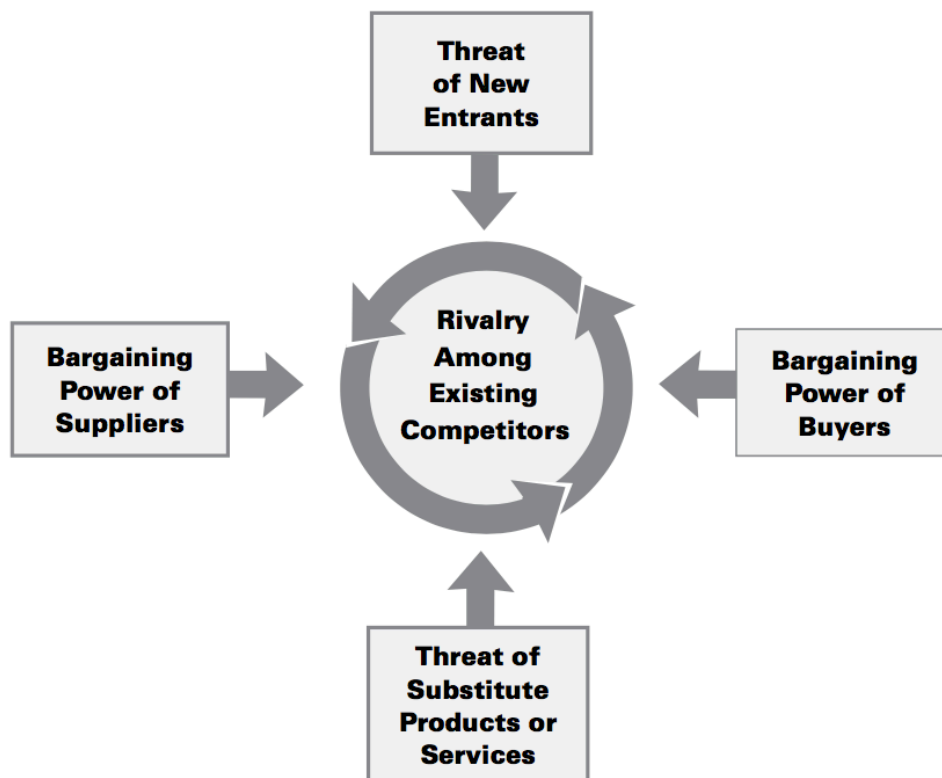 Threat
of New
Entrants
Rivalry
Among
Existing
Competitors
Bargaining
Power of
Suppliers
Bargaining
Power of
Buyers
Threat of
Substitute
Products or
Services